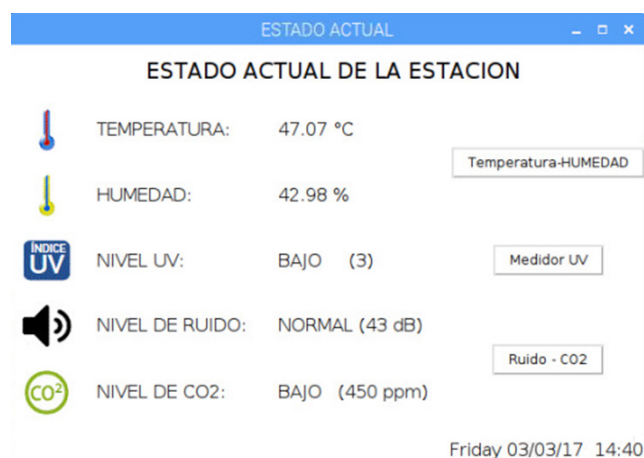 ESTADO ACTUAL
ESTADO ACTUAL DE LA ESTACION
TEMPERATURA: 47.07 °C
Temperatura-HUMEDAD
HUMEDAD: 42.98 %
ÍNDICE
UV
NIVEL UV: BAJO (3)
Medidor UV
NIVEL DE RUIDO: NORMAL (43 dB)
Ruido - CO2
CO²
NIVEL DE CO2: BAJO (450 ppm)
Friday 03/03/17 14:40